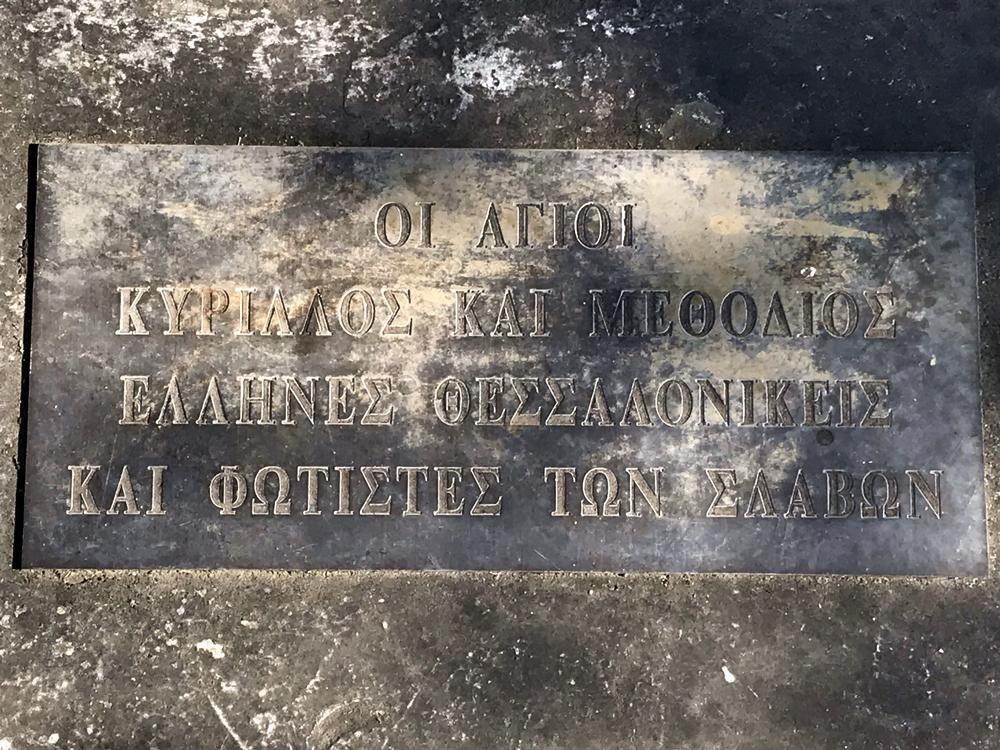 ΟΙ ΑΓΙΟΙ
ΚΥΡΙΛΛΟΣ ΚΑΙ ΜΕΘΟΔΙΟΣ
ΕΛΛΗΝΕΣ ΘΕΣΣΑΛΟΝΙΚΕΙΣ
ΚΑΙ ΦΩΤΙΣΤΕΣ ΤΩΝ ΣΛΑΒΩΝ